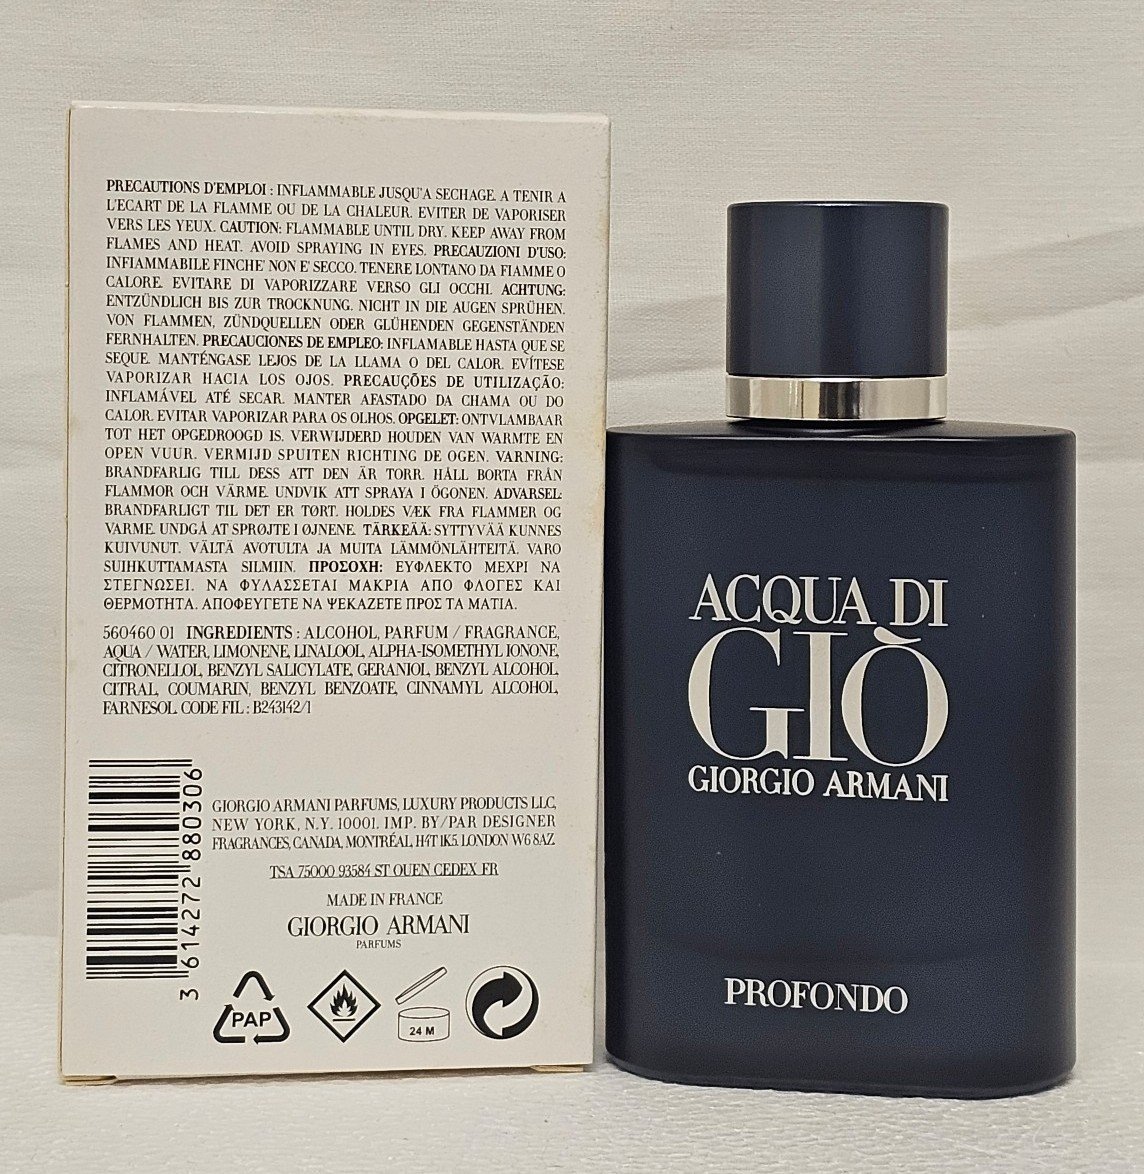 PRECAUTIONS D'EMPLOI : INFLAMMABLE JUSQU'A SECHAGE. A TENIR A
L'ECART DE LA FLAMME OU DE LA CHALEUR. EVITER DE VAPORISER
VERS LES YEUX. CAUTION: FLAMMABLE UNTIL DRY. KEEP AWAY FROM
FLAMES AND HEAT. AVOID SPRAYING IN EYES. PRECAUZIONI D'USO:
INFIAMMABILE FINCHE' NON E' SECCO. TENERE LONTANO DA FIAMME O
CALORE. EVITARE DI VAPORIZZARE VERSO GLI OCCHI. ACHTUNG:
ENTZÜNDLICH BIS ZUR TROCKNUNG. NICHT IN DIE AUGEN SPRÜHEN.
VON FLAMMEN, ZÜNDQUELLEN ODER GLÜHENDEN GEGENSTÄNDEN
FERNHALTEN. PRECAUCIONES DE EMPLEO: INFLAMABLE HASTA QUE SE
SEQUE. MANTÉNGASE LEJOS DE LA LLAMA O DEL CALOR. EVÍTESE
VAPORIZAR HACIA LOS OJOS. PRECAUÇÕES DE UTILIZAÇÃO:
INFLAMÁVEL ATÉ SECAR. MANTER AFASTADO DA CHAMA OU DO
CALOR. EVITAR VAPORIZAR PARA OS OLHOS. OPGELET: ONTVLAMBAAR
TOT HET OPGEDROOGD IS. VERWIJDERD HOUDEN VAN WARMTE EN
OPEN VUUR. VERMIJD SPUITEN RICHTING DE OGEN. VARNING:
BRANDFARLIG TILL DESS ATT DEN ÄR TORR. HÅLL BORTA FRÅN
FLAMMOR OCH VÄRME. UNDVIK ATT SPRAYA I ÖGONEN. ADVARSEL:
BRANDFARLIGT TIL DET ER TØRT. HOLDES VÆK FRA FLAMMER OG
VARME. UNDGÅ AT SPRØJTE I ØJNENE. TÄRKEÄÄ: SYTTYVÄÄ KUNNES
KUIVUNUT. VÄLTÄ AVOTULTA JA MUITA LÄMMÖNLÄHTEITÄ. VARO
SUIHKUTTAMASTA SILMIIN. ΠΡΟΣΟΧΗ: ΕΥΦΛΕΚΤΟ ΜΕΧΡΙ ΝΑ
ΣΤΕΓΝΩΣΕΙ. ΝΑ ΦΥΛΑΣΣΕΤΑΙ ΜΑΚΡΙΑ ΑΠΟ ΦΛΟΓΕΣ ΚΑΙ
ΘΕΡΜΟΤΗΤΑ. ΑΠΟΦΕΥΓΕΤΕ ΝΑ ΨΕΚΑΖΕΤΕ ΠΡΟΣ ΤΑ ΜΑΤΙΑ.
560460 01 INGREDIENTS : ALCOHOL, PARFUM / FRAGRANCE,
AQUA / WATER, LIMONENE, LINALOOL, ALPHA-ISOMETHYL IONONE,
CITRONELLOL, BENZYL SALICYLATE, GERANIOL, BENZYL ALCOHOL,
CITRAL, COUMARIN, BENZYL BENZOATE, CINNAMYL ALCOHOL,
FARNESOL. CODE FIL : B243142/1
3 614272 880306
GIORGIO ARMANI PARFUMS, LUXURY PRODUCTS LLC,
NEW YORK, N.Y. 10001. IMP. BY/PAR DESIGNER
FRAGRANCES, CANADA, MONTRÉAL, H4T 1K5. LONDON W6 8AZ.
TSA 75000 93584 ST OUEN CEDEX FR
MADE IN FRANCE
GIORGIO ARMANI
PARFUMS
PAP
24 M
ACQUA DI
GIÒ
GIORGIO ARMANI
PROFONDO